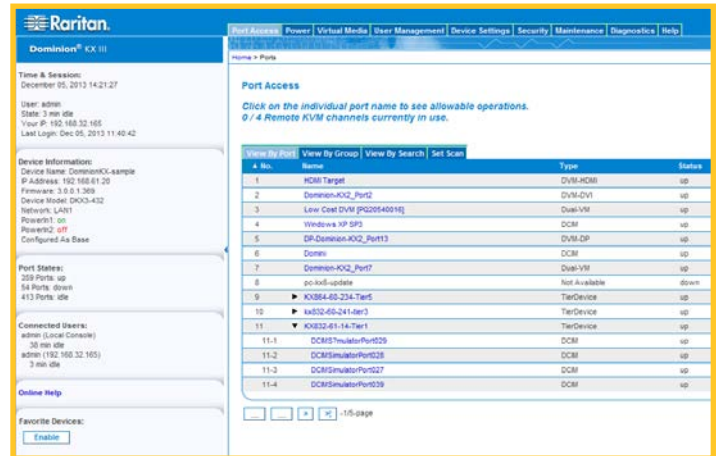 Raritan.
Dominion® KX III
Time & Session:
December 05, 2013 14:21:27
User: admin
State: 3 min idle
Your IP: 192.168.32.165
Last Login: Dec 05, 2013 11:40:42
Device Information:
Device Name: DominionKX-sample
IP Address: 192.168.61.20
Firmware: 3.0.0.1.369
Device Model: DKX3-432
Network: LAN1
PowerIn1: on
PowerIn2: off
Configured As Base
Port States:
359 Ports: up
54 Ports: down
413 Ports: idle
Connected Users:
admin (Local Console)
38 min idle
admin (192.168.32.165)
3 min idle
Online Help
Favorite Devices:
Enable
Port Access Power Virtual Media User Management Device Settings Security Maintenance Diagnostics Help
Home > Ports
Port Access
Click on the individual port name to see allowable operations.
0 / 4 Remote KVM channels currently in use.
View By Port View By Group View By Search Set Scan
▲ No. Name Type Status
1 HDMI Target DVM-HDMI up
2 Dominion-KX2_Port2 DVM-DVI up
3 Low Cost DVM [PQ20540016] Dual-VM up
4 Windows XP SP3 DCIM up
5 DP-Dominion-KX2_Port13 DVM-DP up
6 Domini DCIM up
7 Dominion-KX2_Port7 Dual-VM up
8 pc-kx8-update Not Available down
9 ► KX864-60-234-Tier5 TierDevice up
10 ► kx832-60-241-tier3 TierDevice up
11 ▼ KX832-61-14-Tier1 TierDevice up
11-1 DCIMS?mulatorPort029 DCIM up
11-2 DCIMSimulatorPort028 DCIM up
11-3 DCIMSimulatorPort027 DCIM up
11-4 DCIMSimulatorPort039 DCIM up
-1/5-page